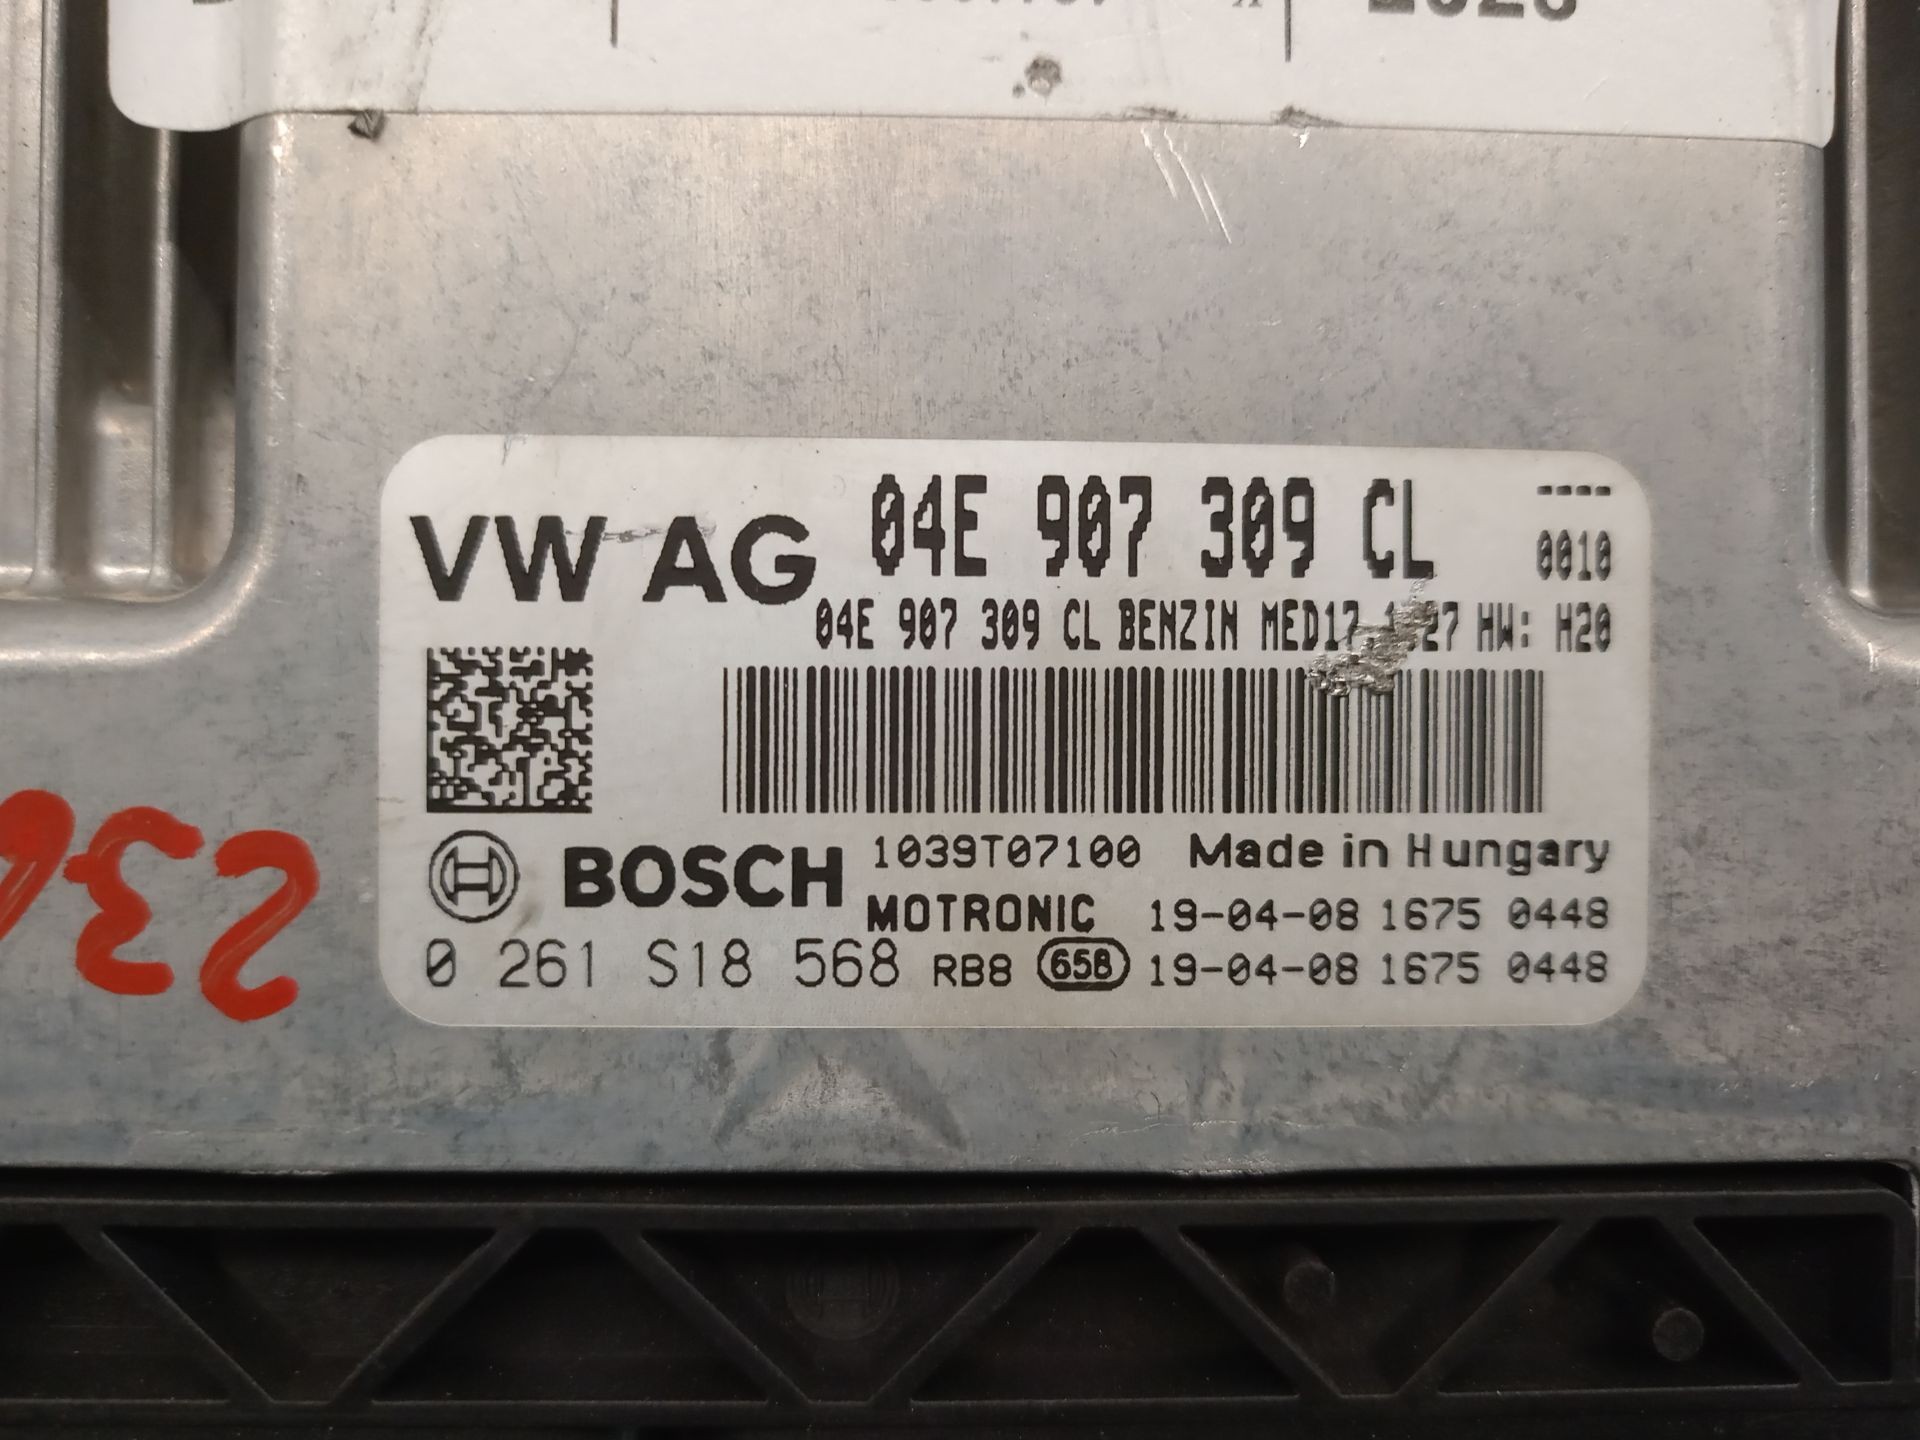 VW AG 04E 907 309 CL ----
0010
04E 907 309 CL BENZIN HW: H20
BOSCH 1039T07100 Made in Hungary
MOTRONIC 19-04-08 1675 0448
0 261 S18 568 RB8 658 19-04-08 1675 0448